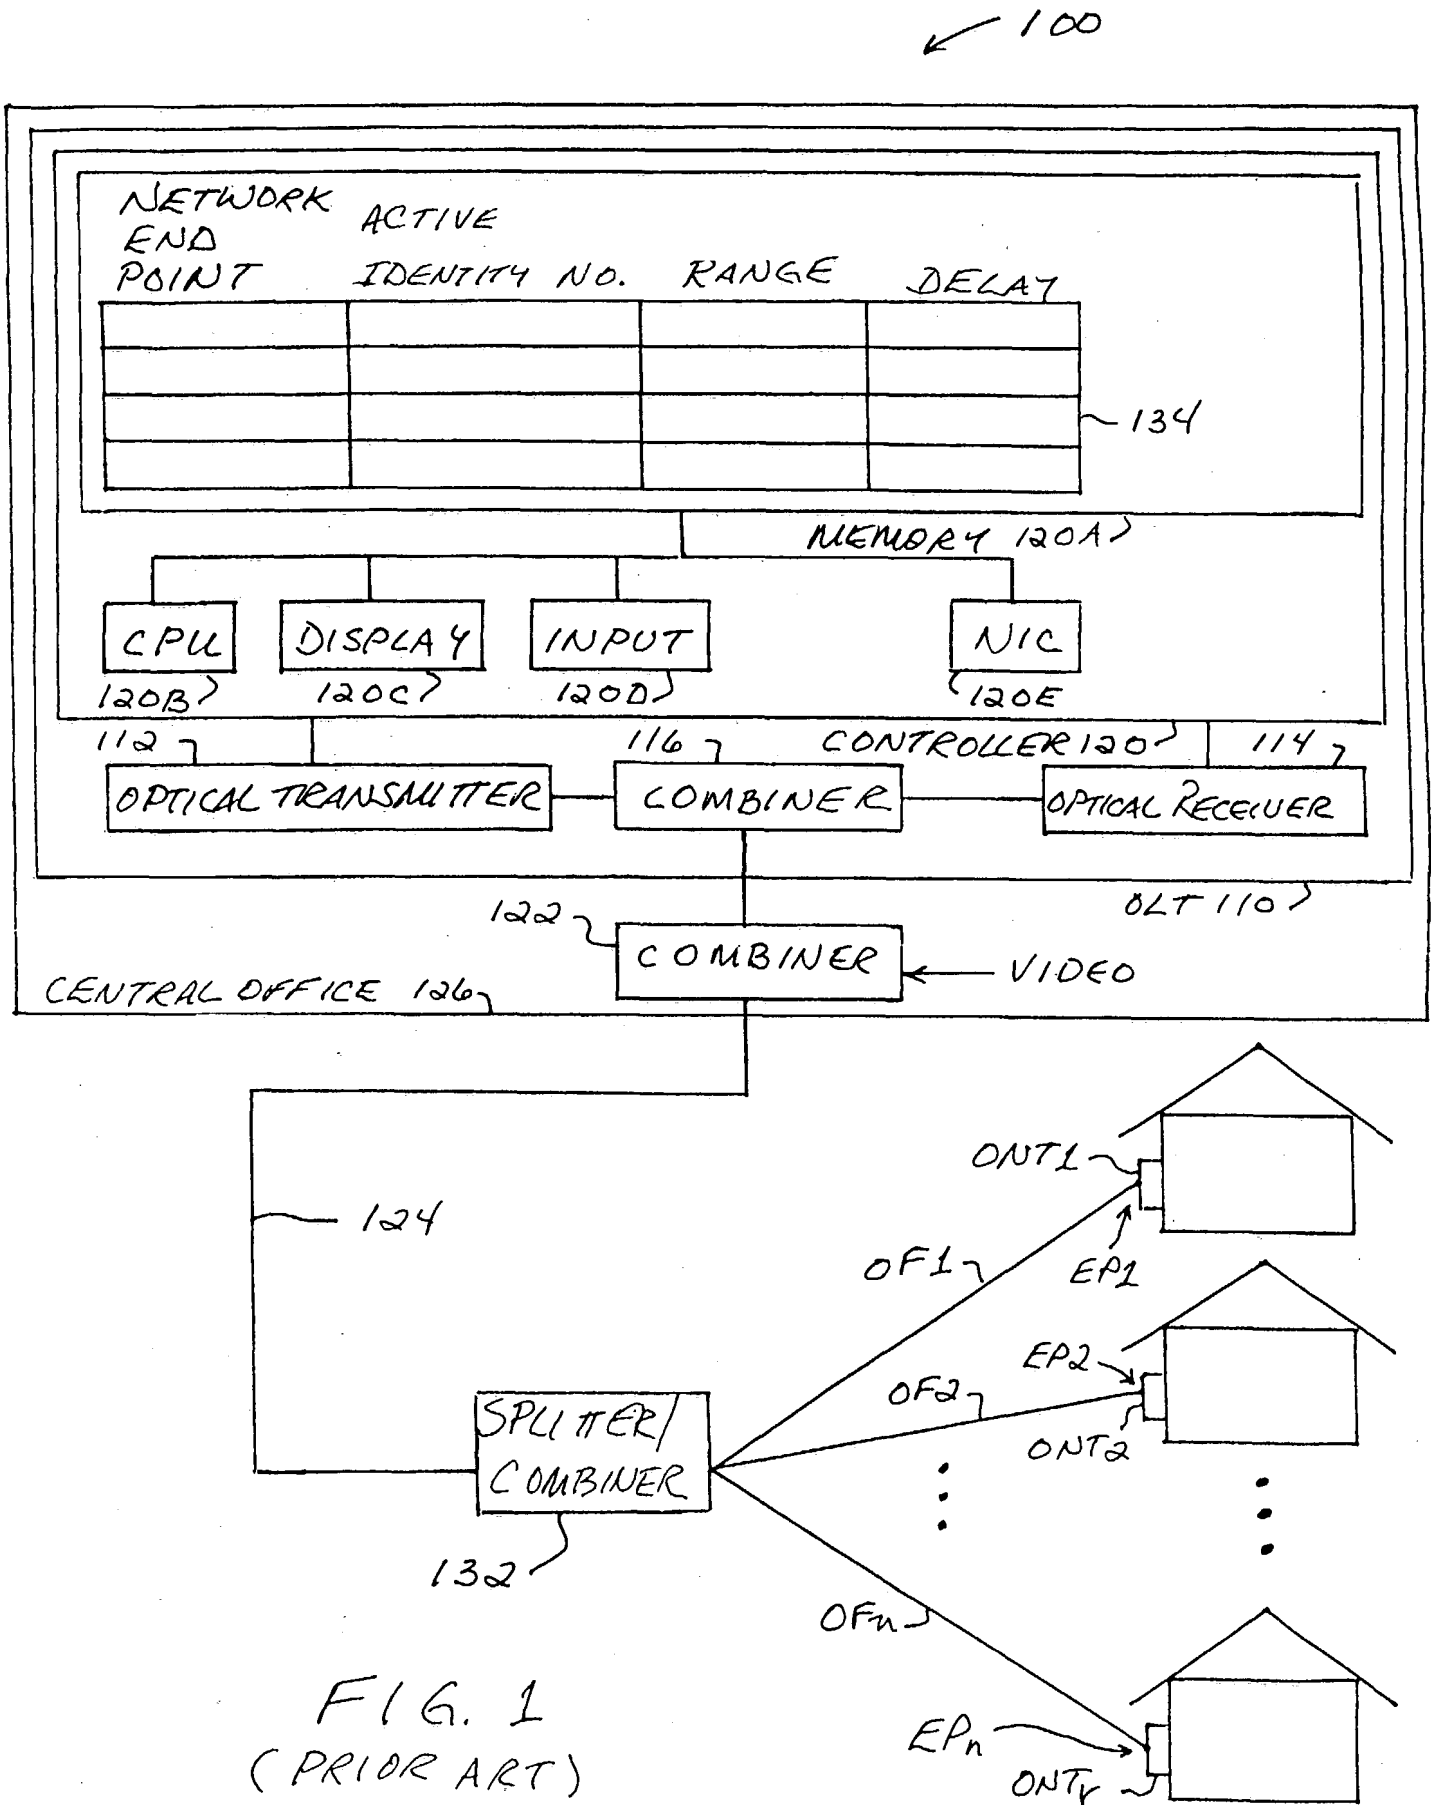 100
NETWORK
END
POINT
ACTIVE
IDENTITY NO.
RANGE
DELAY
134
MEMORY 120A
CPU
DISPLAY
INPUT
NIC
120B
120C
120D
120E
112
116
CONTROLLER 120
114
OPTICAL TRANSMITTER
COMBINER
OPTICAL RECEIVER
OLT 110
122
COMBINER
VIDEO
CENTRAL OFFICE 126
124
ONT1
EP1
OF1
EP2
OF2
ONT2
SPLITTER/
COMBINER
132
OFn
EPn
ONTr
FIG. 1
(PRIOR ART)